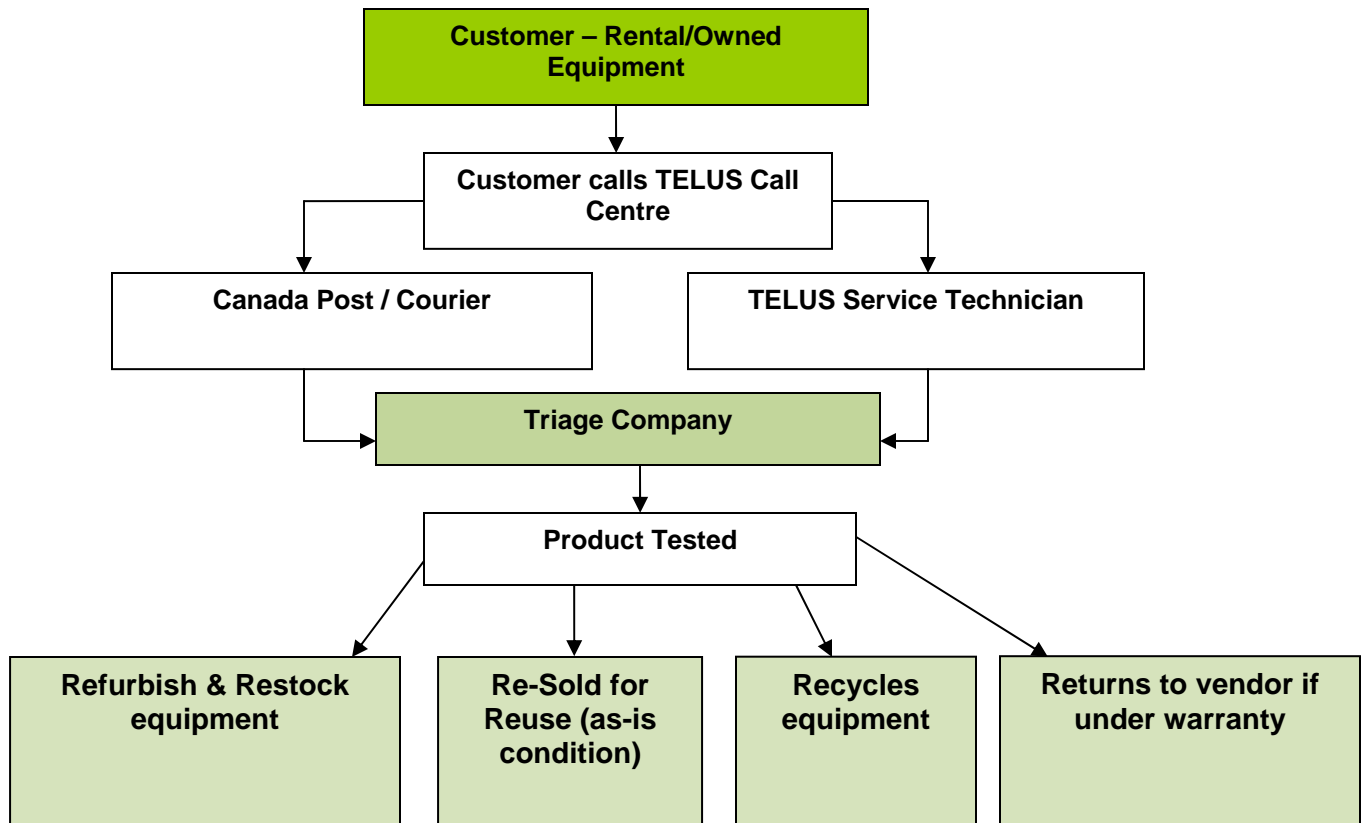 Customer – Rental/Owned
Equipment
Customer calls TELUS Call
Centre
Canada Post / Courier
TELUS Service Technician
Triage Company
Product Tested
Refurbish & Restock
equipment
Re-Sold for
Reuse (as-is
condition)
Recycles
equipment
Returns to vendor if
under warranty